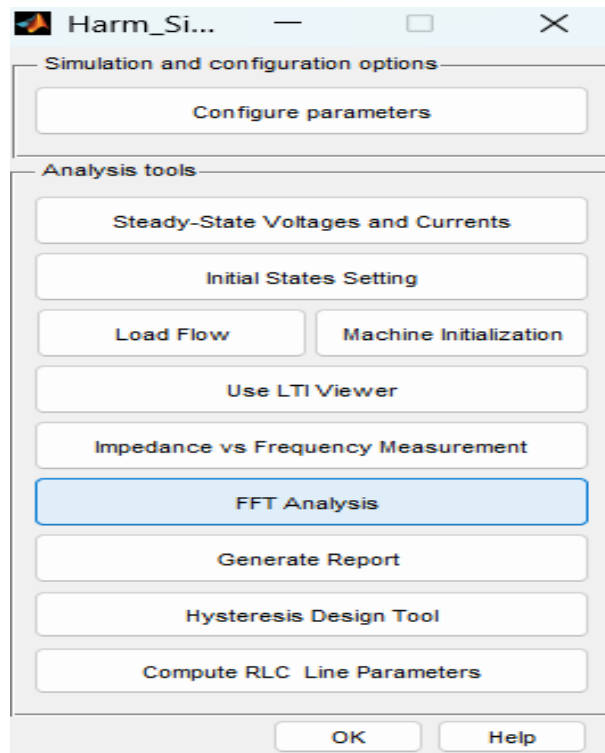 Harm_Si...
Simulation and configuration options
Configure parameters
Analysis tools
Steady-State Voltages and Currents
Initial States Setting
Load Flow Machine Initialization
Use LTI Viewer
Impedance vs Frequency Measurement
FFT Analysis
Generate Report
Hysteresis Design Tool
Compute RLC Line Parameters
OK Help